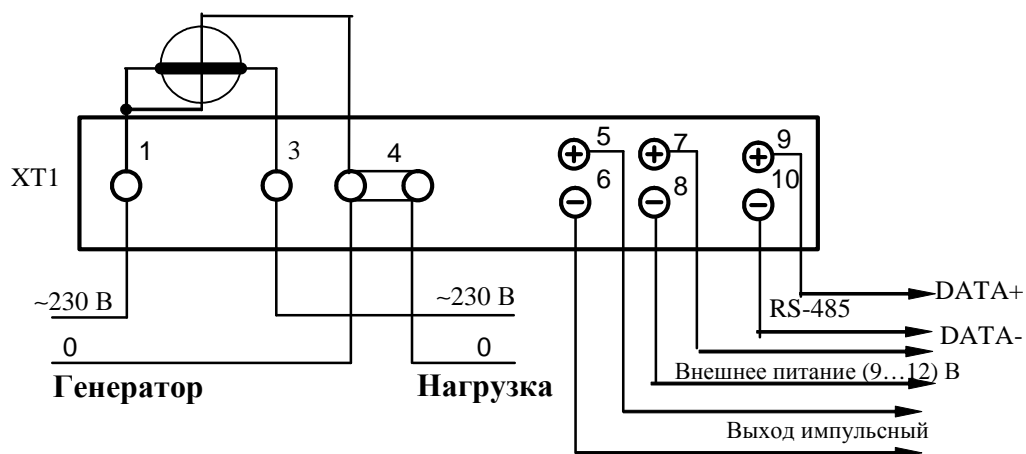 1
3
4
5
7
9
6
8
10
XT1
~230 В
~230 В
DATA+
RS-485
DATA-
0
0
Генератор
Нагрузка
Внешнее питание (9…12) В
Выход импульсный